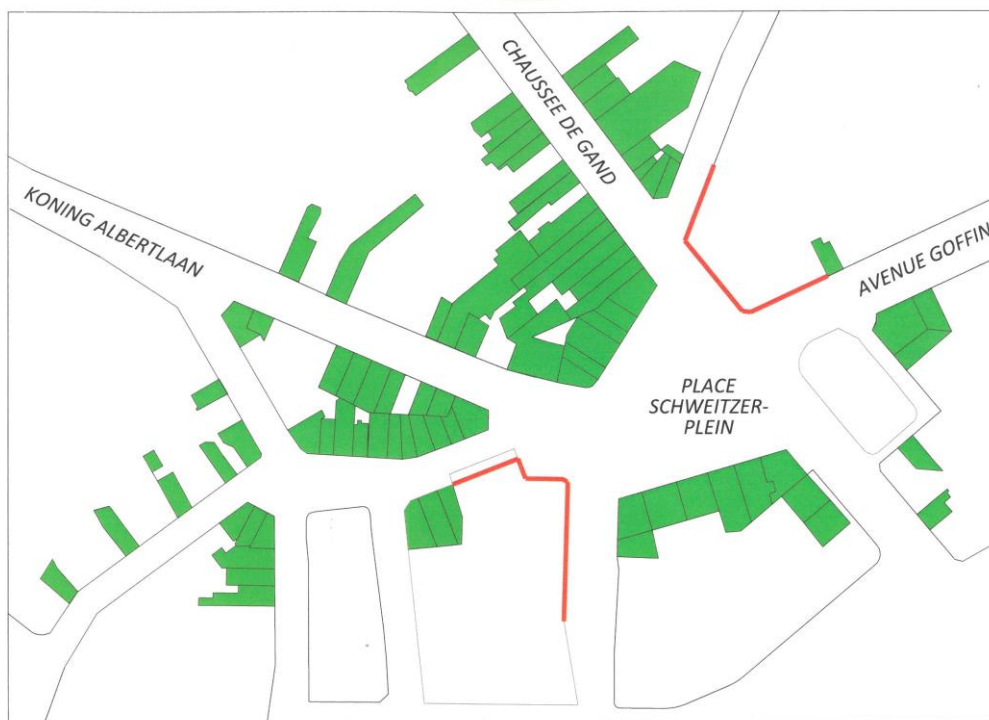 CHAUSSEE DE GAND
KONING ALBERTLAAN
AVENUE GOFFIN
PLACE
SCHWEITZER-
PLEIN